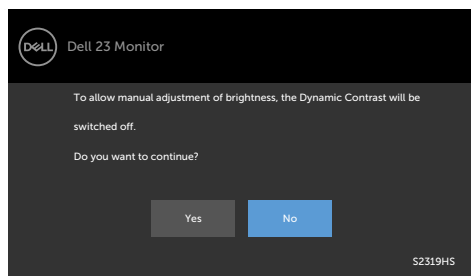 DELL
Dell 23 Monitor
To allow manual adjustment of brightness, the Dynamic Contrast will be
switched off.
Do you want to continue?
Yes
No
S2319HS